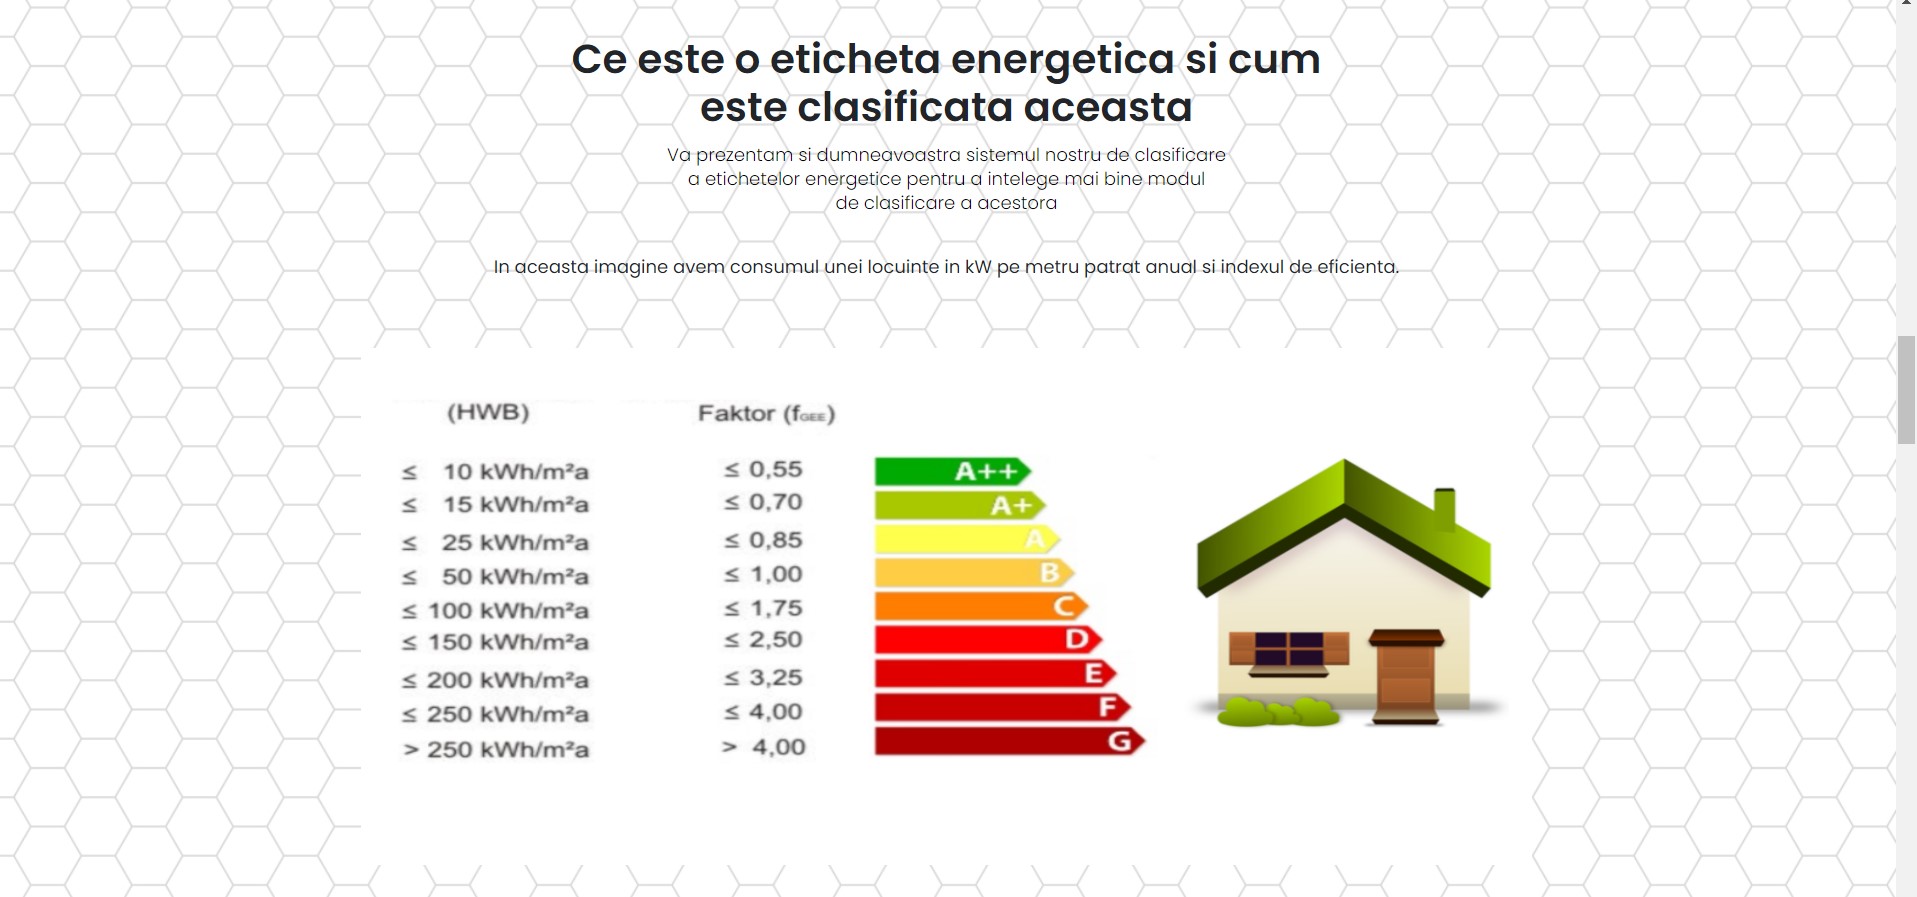 Ce este o eticheta energetica si cum
este clasificata aceasta
Va prezentam si dumneavoastra sistemul nostru de clasificare
a etichetelor energetice pentru a intelege mai bine modul
de clasificare a acestora
In aceasta imagine avem consumul unei locuinte in kW pe metru patrat anual si indexul de eficienta.
(HWB) Faktor (fGEE)
≤ 10 kWh/m²a ≤ 0,55 A++
≤ 15 kWh/m²a ≤ 0,70 A+
≤ 25 kWh/m²a ≤ 0,85 A
≤ 50 kWh/m²a ≤ 1,00 B
≤ 100 kWh/m²a ≤ 1,75 C
≤ 150 kWh/m²a ≤ 2,50 D
≤ 200 kWh/m²a ≤ 3,25 E
≤ 250 kWh/m²a ≤ 4,00 F
> 250 kWh/m²a > 4,00 G